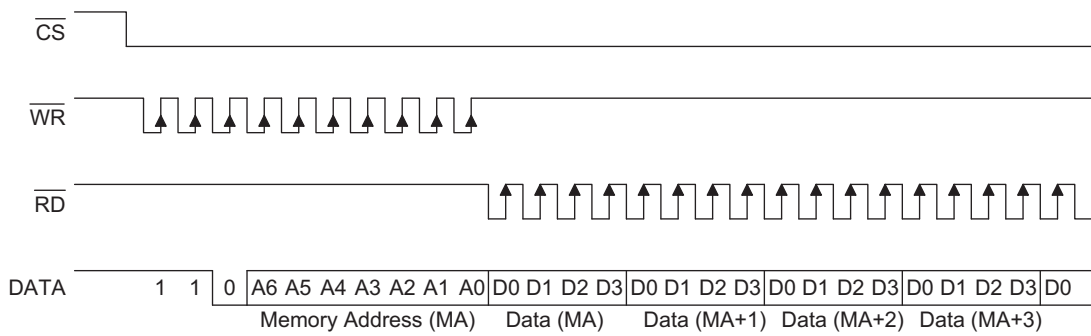 CS
WR
RD
DATA 1 1 0 A6 A5 A4 A3 A2 A1 A0 D0 D1 D2 D3 D0 D1 D2 D3 D0 D1 D2 D3 D0 D1 D2 D3 D0
Memory Address (MA) Data (MA) Data (MA+1) Data (MA+2) Data (MA+3)